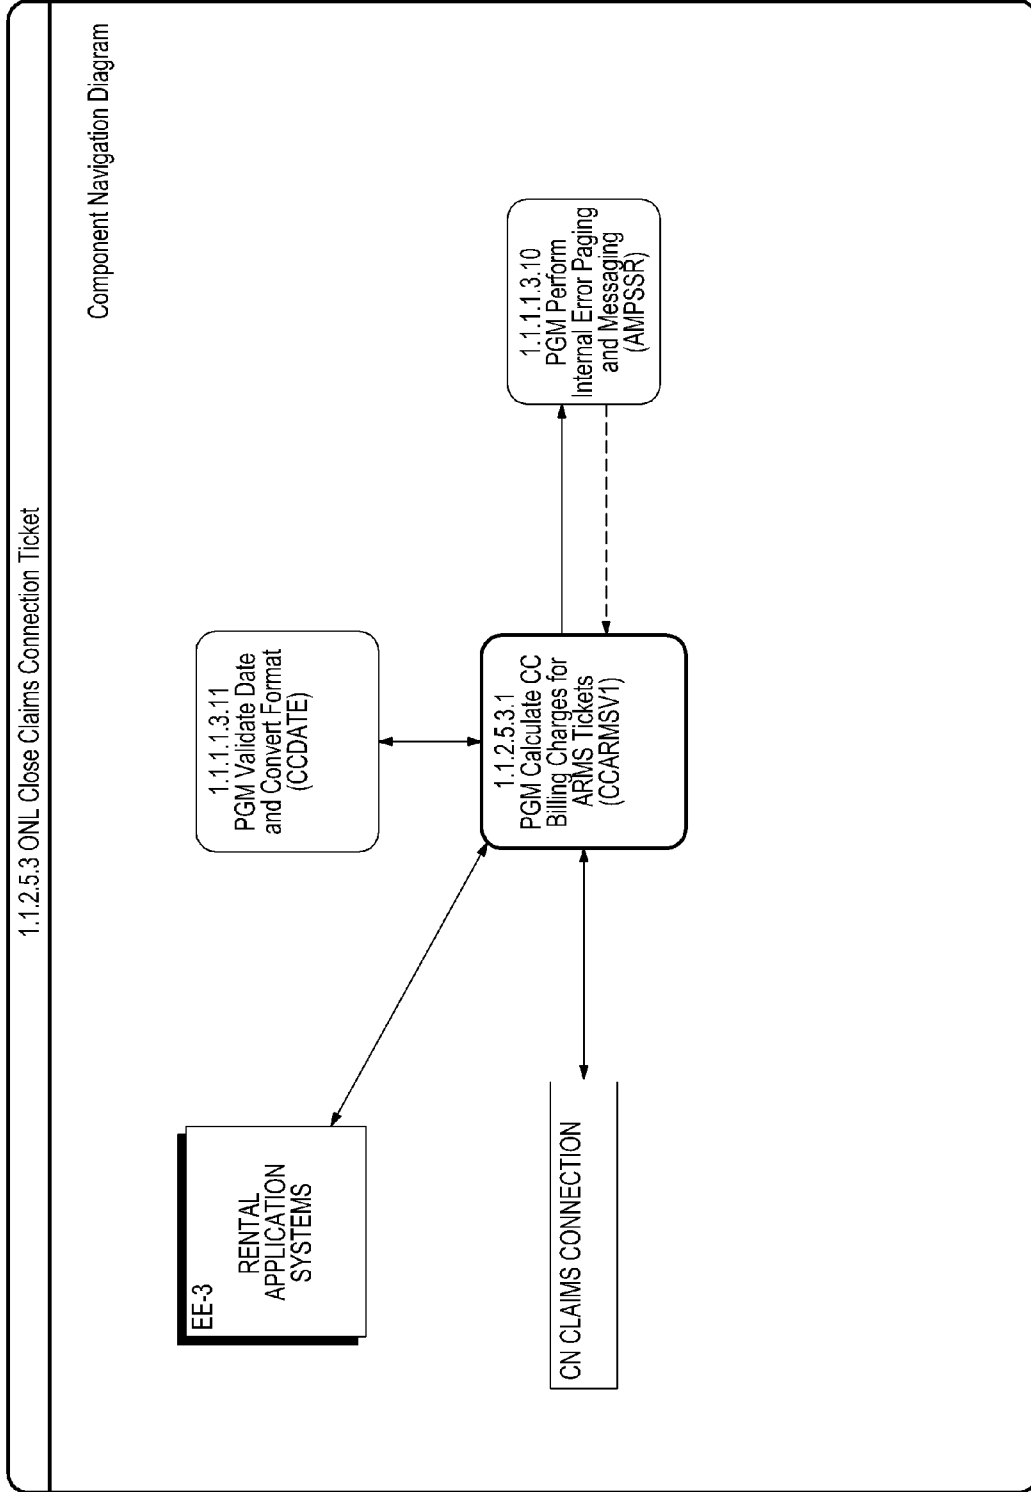 1.1.2.5.3 ONL Close Claims Connection Ticket
Component Navigation Diagram
EE-3
RENTAL
APPLICATION
SYSTEMS
1.1.1.1.3.11
PGM Validate Date
and Convert Format
(CCDATE)
CN CLAIMS CONNECTION
1.1.2.5.3.1
PGM Calculate CC
Billing Charges for
ARMS Tickets
(CCARMSV1)
1.1.1.1.3.10
PGM Perform
Internal Error Paging
and Messaging
(AMPSSR)